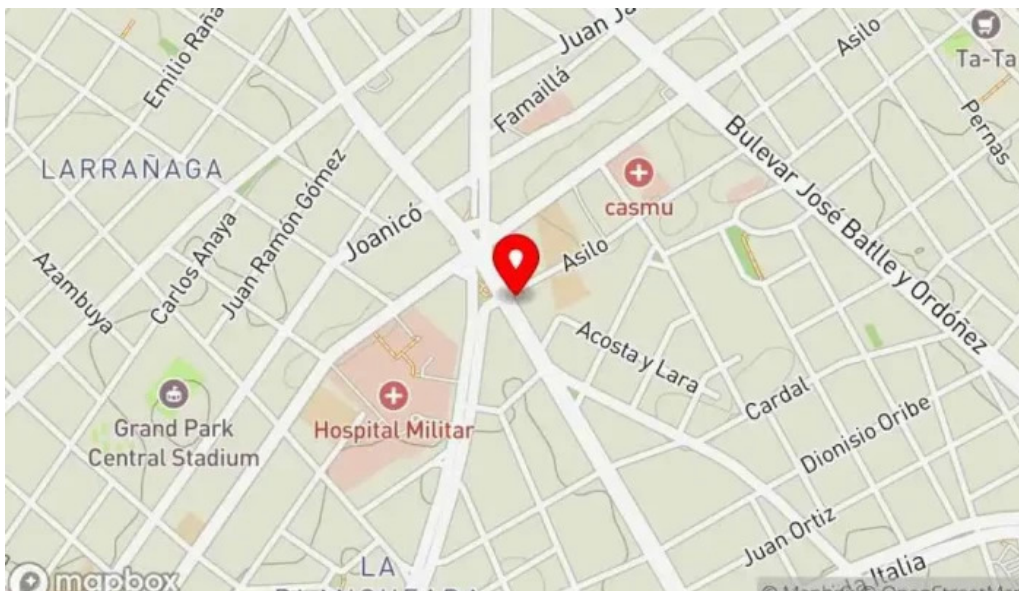 Emilio Raña
Juan Ja
Famaillá
Asilo
Ta-Ta
Pernas
LARRAÑAGA
casmu
Bulevar José Batlle y Ordóñez
Joanicó
Juan Ramón Gómez
Carlos Anaya
Azambuya
Asilo
Acosta y Lara
Cardal
Dionisio Oribe
Grand Park
Central Stadium
Hospital Militar
Juan Ortiz
LA
Italia
mapbox